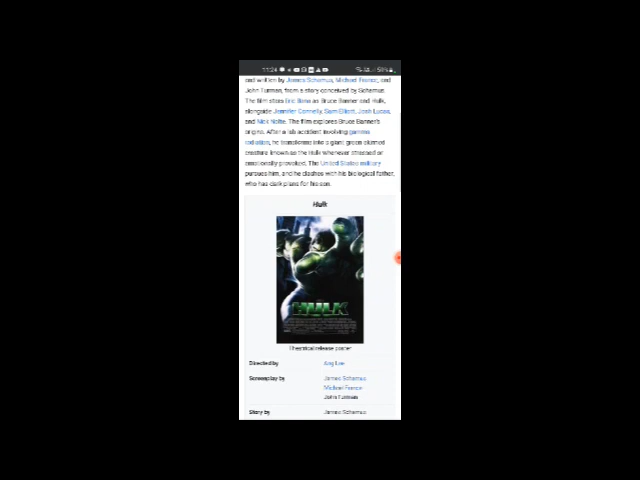 11:24
and written by James Schamus, Michael France, and
John Turman, from a story conceived by Schamus.
The film stars Eric Bana as Bruce Banner and Hulk,
alongside Jennifer Connelly, Sam Elliott, Josh Lucas,
and Nick Nolte. The film explores Bruce Banner's
origins. After a lab accident involving gamma
radiation, he transforms into a giant green-skinned
creature known as the Hulk whenever stressed or
emotionally provoked. The United States military
pursues him, and he clashes with his biological father,
who has dark plans for his son.
Hulk
HULK
Theatrical release poster
Directed by Ang Lee
Screenplay by James Schamus
Michael France
John Turman
Story by James Schamus